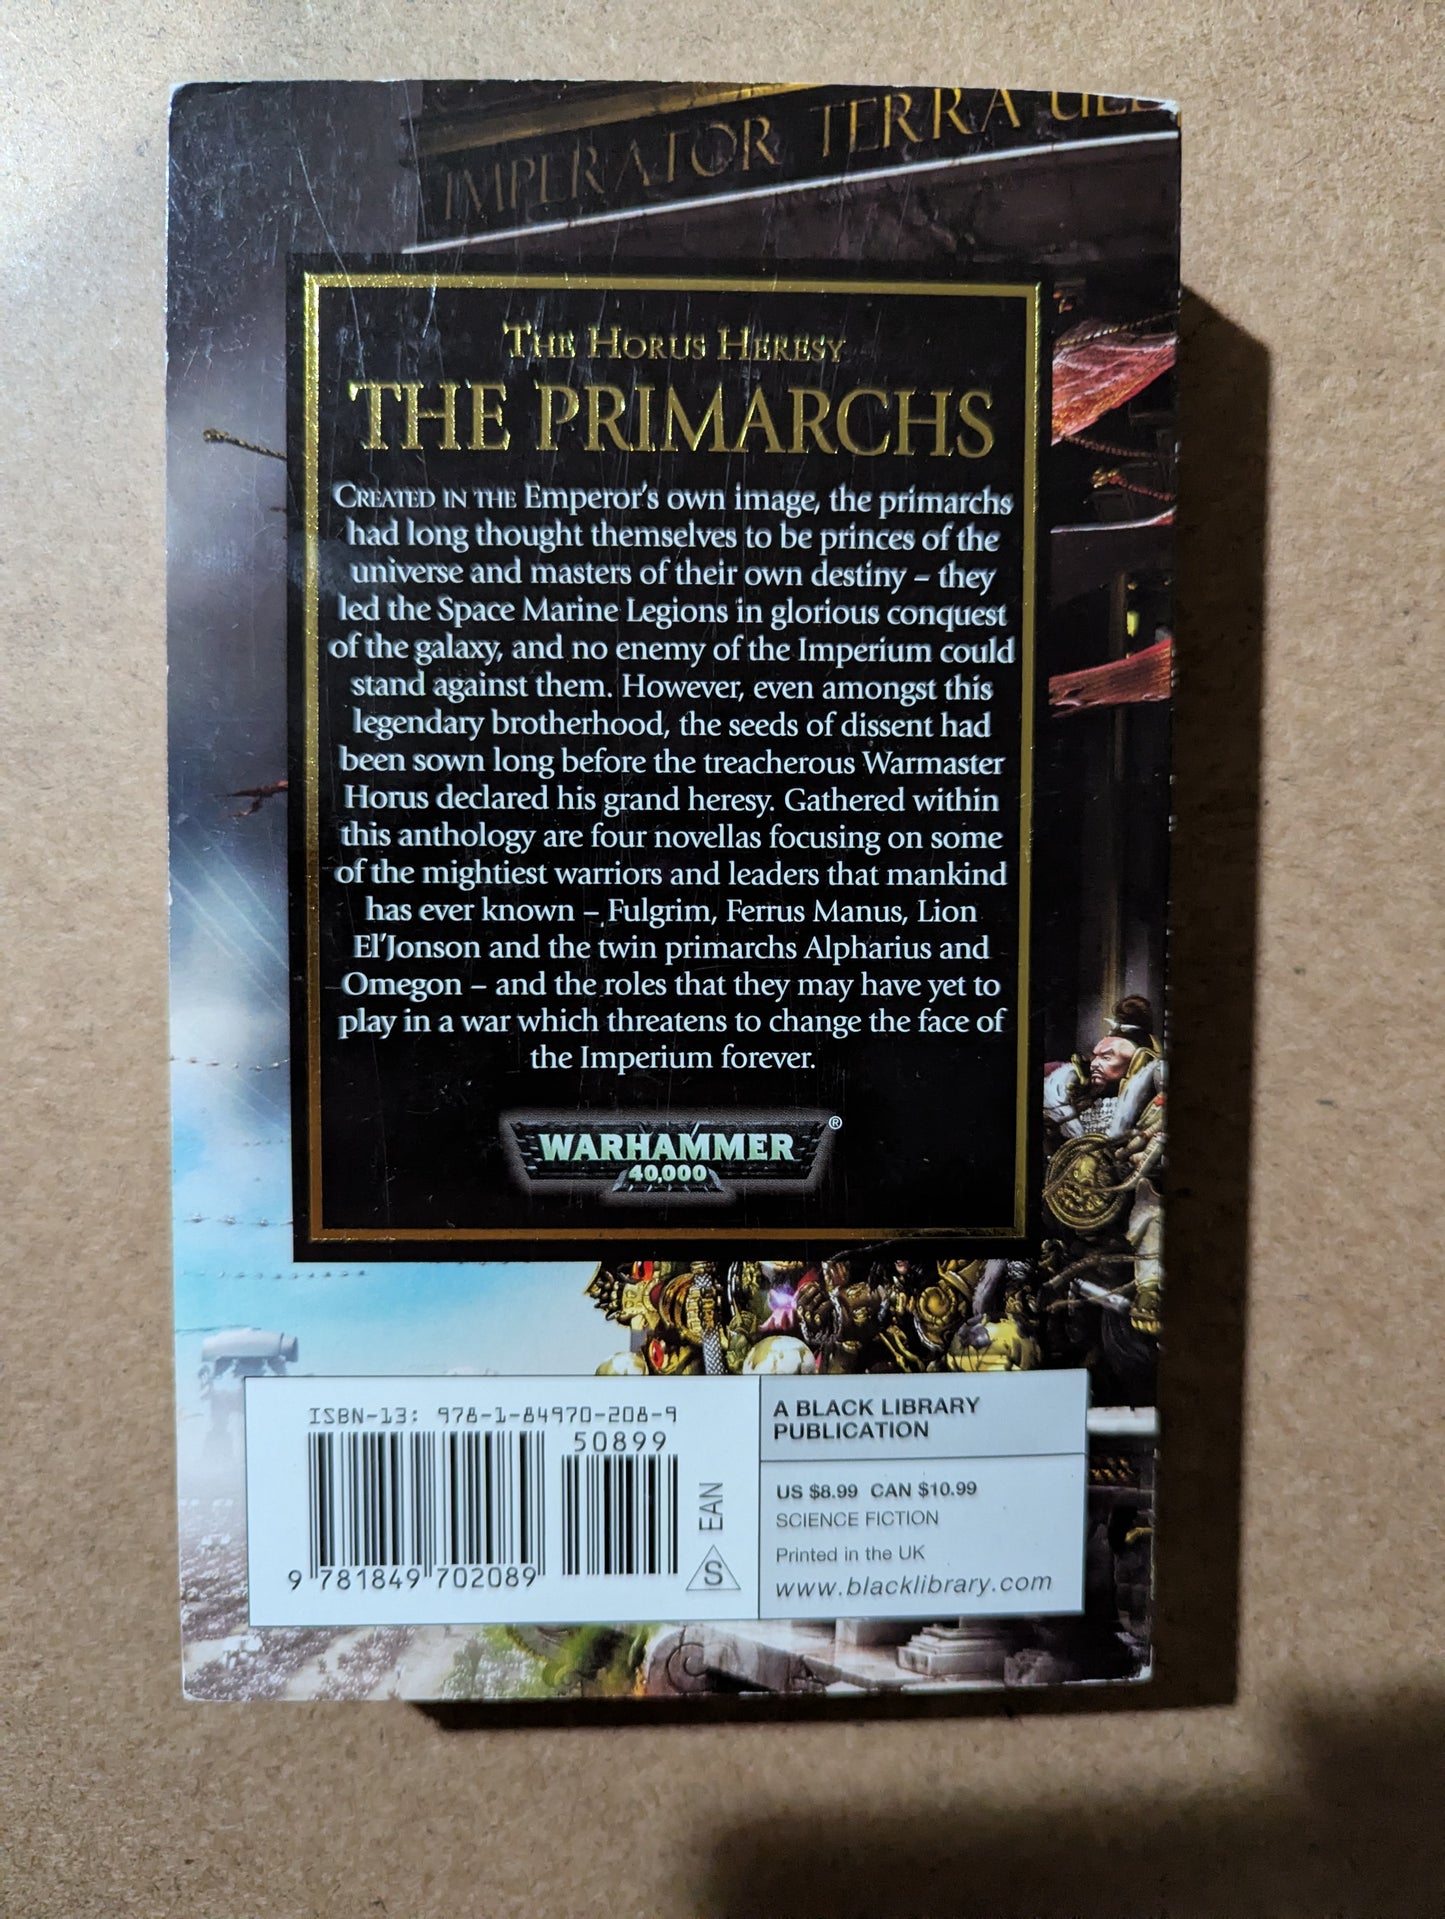 IMPERATOR TERRA
THE HORUS HERESY
THE PRIMARCHS
CREATED IN THE Emperor's own image, the primarchs
had long thought themselves to be princes of the
universe and masters of their own destiny – they
led the Space Marine Legions in glorious conquest
of the galaxy, and no enemy of the Imperium could
stand against them. However, even amongst this
legendary brotherhood, the seeds of dissent had
been sown long before the treacherous Warmaster
Horus declared his grand heresy. Gathered within
this anthology are four novellas focusing on some
of the mightiest warriors and leaders that mankind
has ever known – Fulgrim, Ferrus Manus, Lion
El'Jonson and the twin primarchs Alpharius and
Omegon – and the roles that they may have yet to
play in a war which threatens to change the face of
the Imperium forever.
WARHAMMER®
40,000
ISBN-13: 978-1-84970-208-9
50899
9 781849 702089
EAN
S
A BLACK LIBRARY
PUBLICATION
US $8.99 CAN $10.99
SCIENCE FICTION
Printed in the UK
www.blacklibrary.com